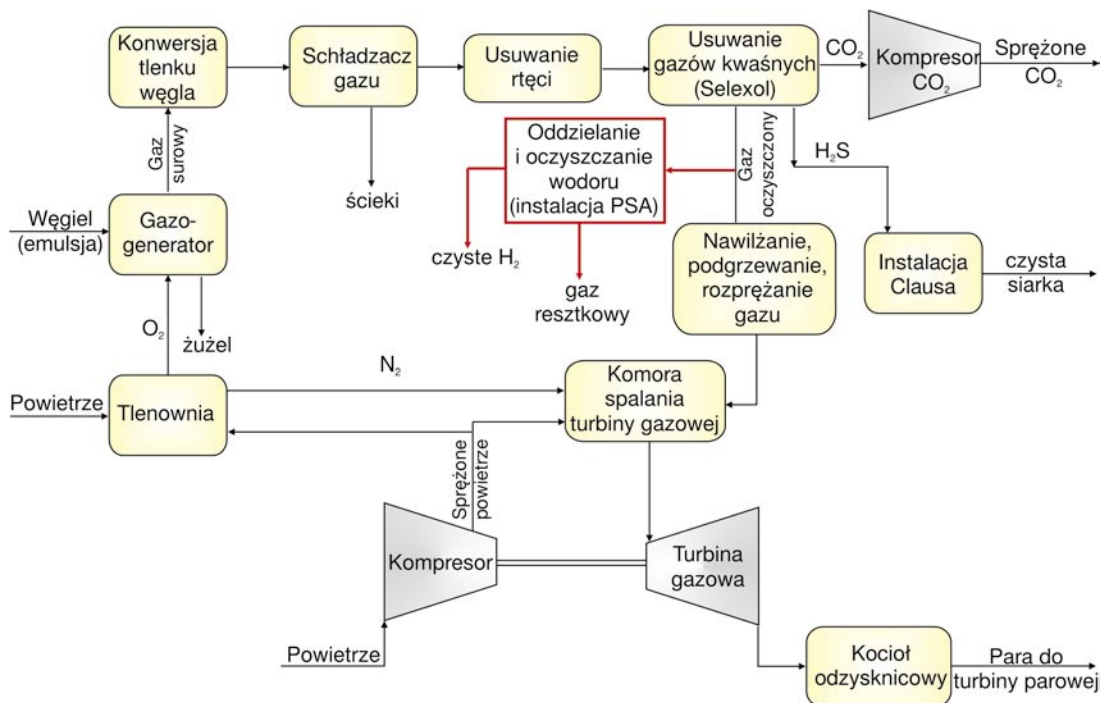 Konwersja
tlenku
węgla
Schładzacz
gazu
Usuwanie
rtęci
Usuwanie
gazów kwaśnych
(Selexol)
CO₂
Kompresor
CO₂
Sprężone
CO₂
Gaz
surowy
ścieki
Oddzielanie
i oczyszczanie
wodoru
(instalacja PSA)
Gaz
oczyszczony
H₂S
Węgiel
(emulsja)
Gazo-
generator
czyste H₂
gaz
resztkowy
Nawilżanie,
podgrzewanie,
rozprężanie
gazu
Instalacja
Clausa
czysta
siarka
O₂
żużel
N₂
Powietrze
Tlenownia
Komora
spalania
turbiny gazowej
Sprężone
powietrze
Kompresor
Turbina
gazowa
Powietrze
Kocioł
odzysknicowy
Para do
turbiny parowej